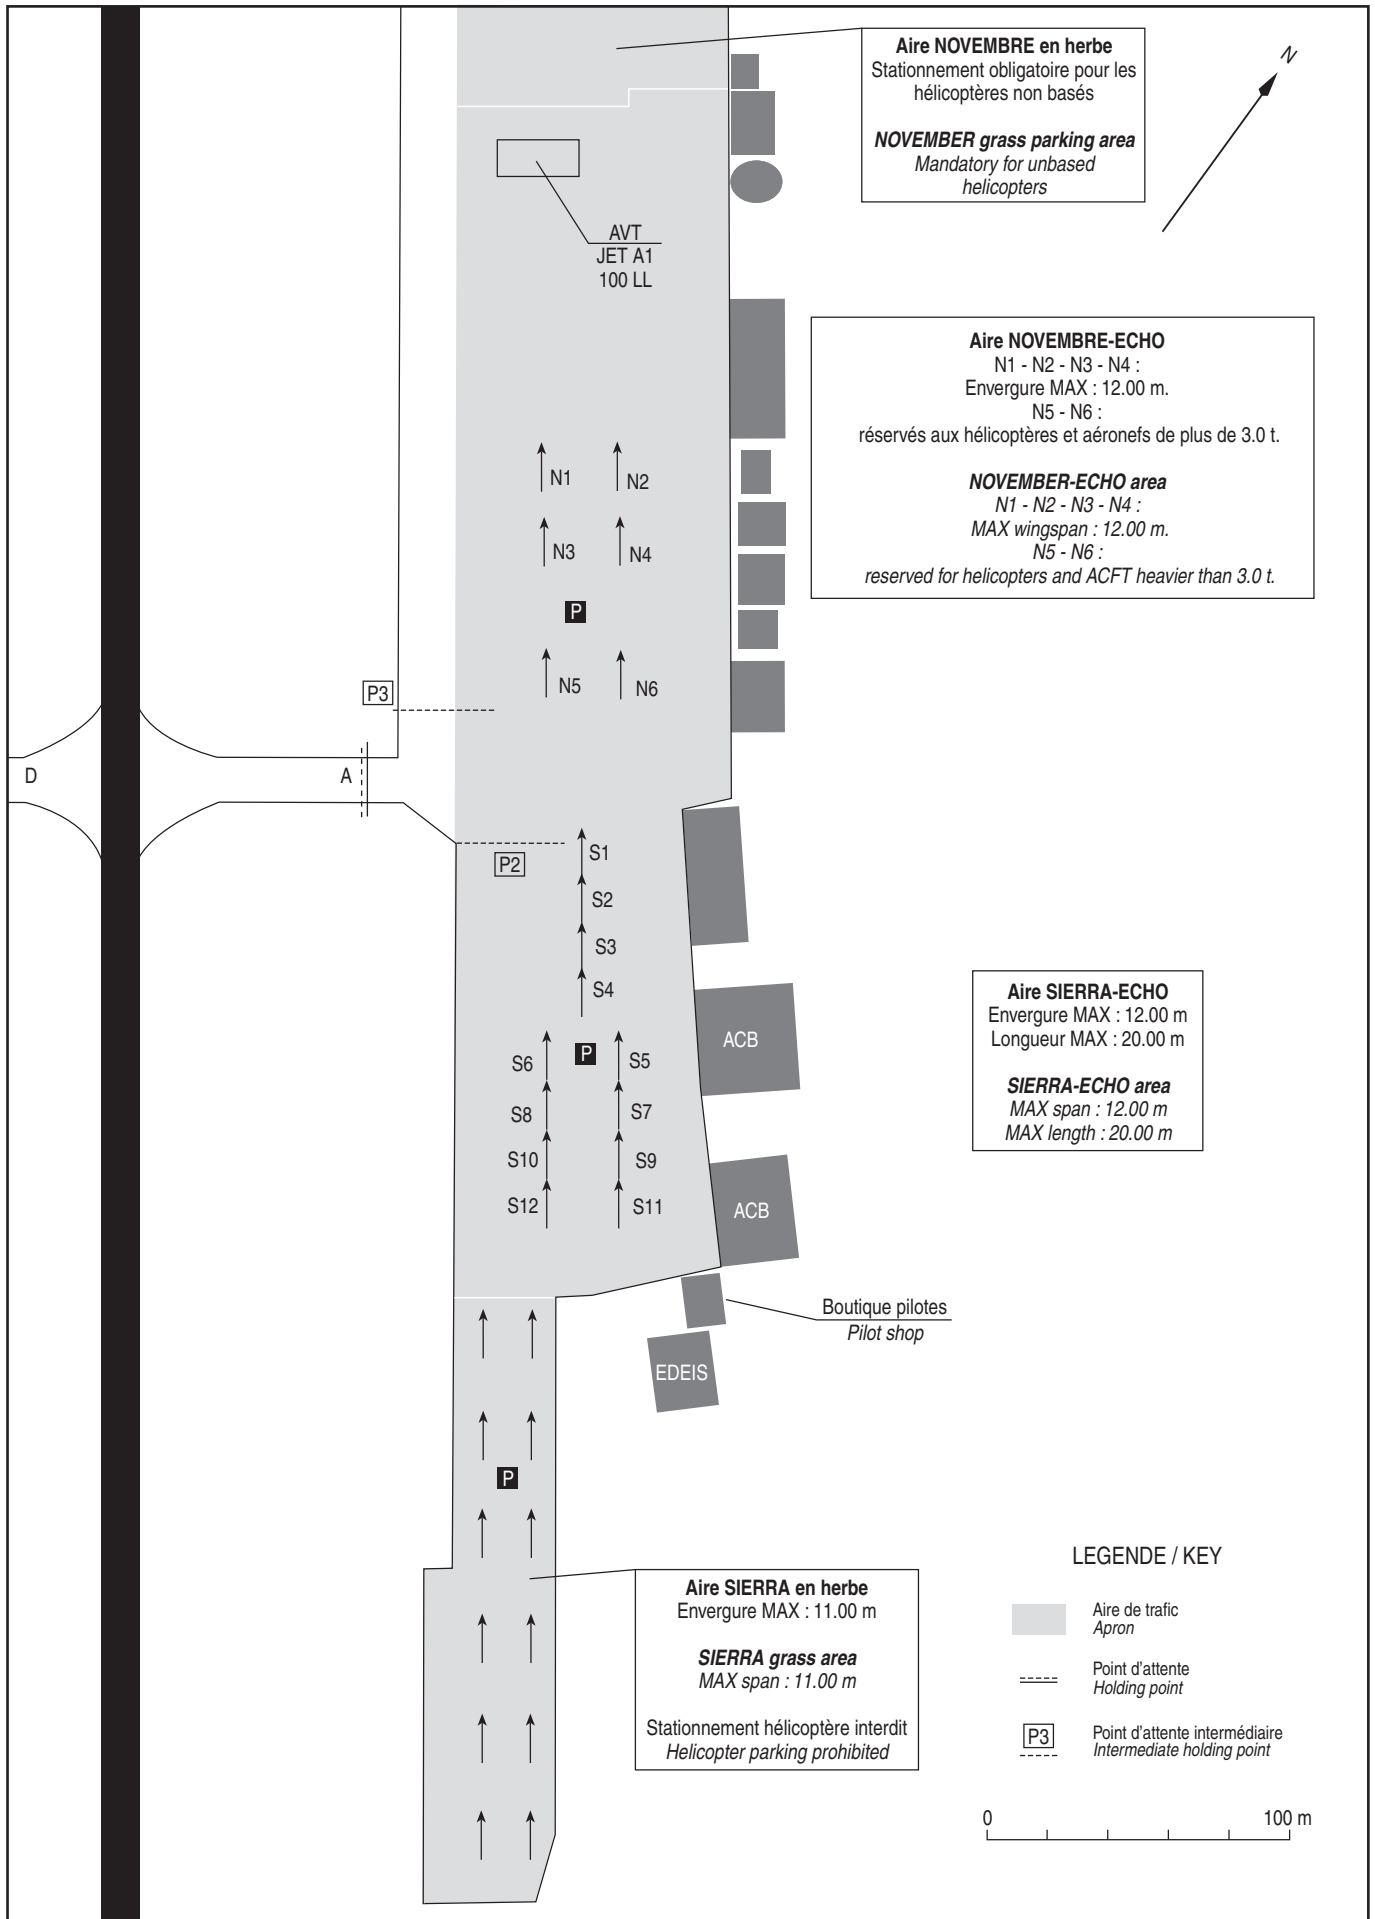 Aire NOVEMBRE en herbe
Stationnement obligatoire pour les
hélicoptères non basés
NOVEMBER grass parking area
Mandatory for unbased
helicopters
N
AVT
JET A1
100 LL
Aire NOVEMBRE-ECHO
N1 - N2 - N3 - N4 :
Envergure MAX : 12.00 m.
N5 - N6 :
réservés aux hélicoptères et aéronefs de plus de 3.0 t.
NOVEMBER-ECHO area
N1 - N2 - N3 - N4 :
MAX wingspan : 12.00 m.
N5 - N6 :
reserved for helicopters and ACFT heavier than 3.0 t.
N1
N2
N3
N4
P
N5
N6
P3
D
A
P2
S1
S2
S3
S4
P
S6
S5
S8
S7
S10
S9
S12
S11
ACB
ACB
Aire SIERRA-ECHO
Envergure MAX : 12.00 m
Longueur MAX : 20.00 m
SIERRA-ECHO area
MAX span : 12.00 m
MAX length : 20.00 m
Boutique pilotes
Pilot shop
EDEIS
P
Aire SIERRA en herbe
Envergure MAX : 11.00 m
SIERRA grass area
MAX span : 11.00 m
Stationnement hélicoptère interdit
Helicopter parking prohibited
LEGENDE / KEY
Aire de trafic
Apron
Point d'attente
Holding point
P3
Point d'attente intermédiaire
Intermediate holding point
0
100 m